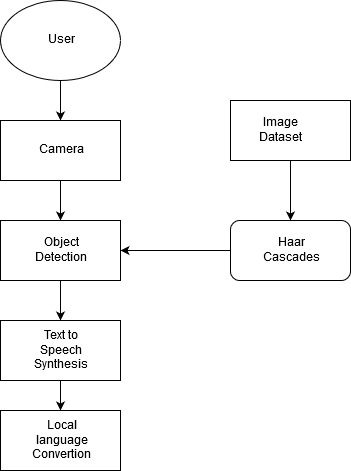 User
Camera
Image
Dataset
Object
Detection
Haar
Cascades
Text to
Speech
Synthesis
Local
language
Convertion